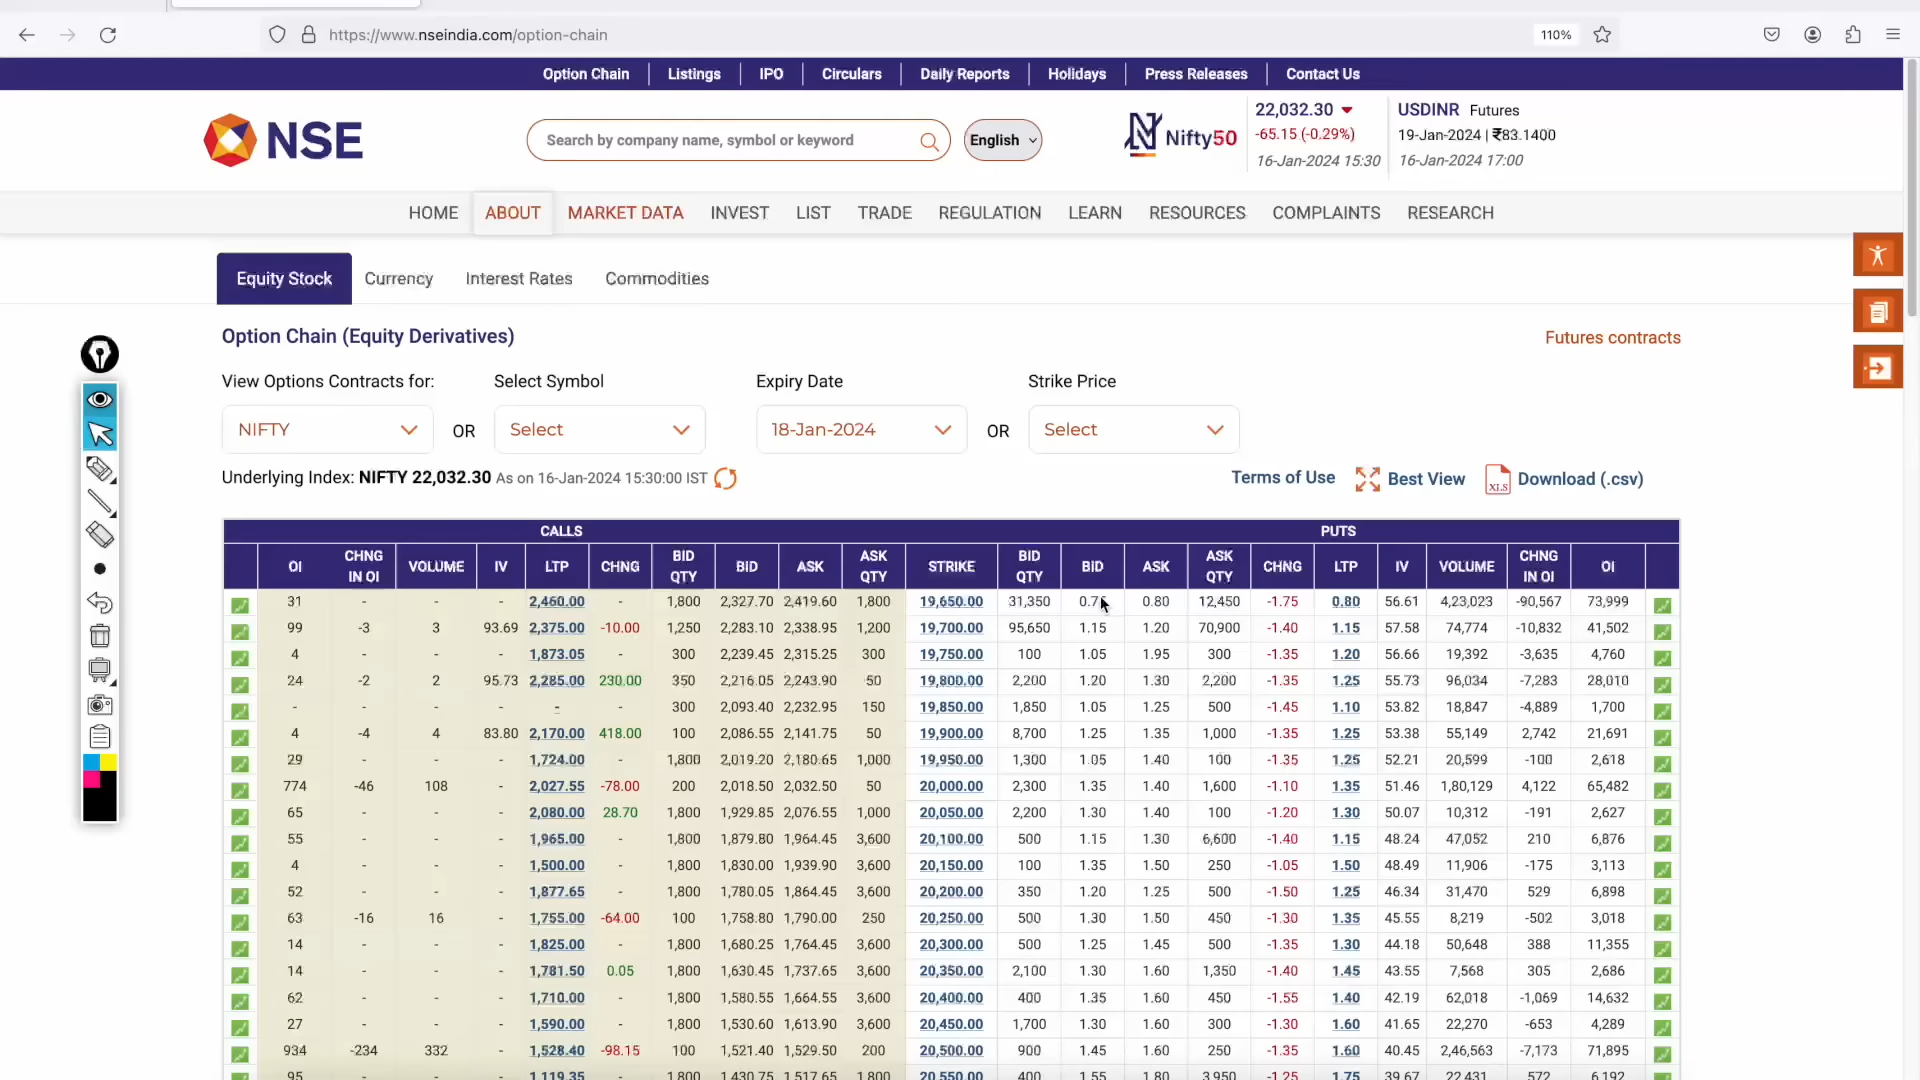 https://www.nseindia.com/option-chain
110%
Option Chain Listings IPO Circulars Daily Reports Holidays Press Releases Contact Us
NSE
Search by company name, symbol or keyword
English
Nifty50
22,032.30
-65.15 (-0.29%)
16-Jan-2024 15:30
USDINR Futures
19-Jan-2024 | ₹83.1400
16-Jan-2024 17:00
HOME ABOUT MARKET DATA INVEST LIST TRADE REGULATION LEARN RESOURCES COMPLAINTS RESEARCH
Equity Stock Currency Interest Rates Commodities
Option Chain (Equity Derivatives)
Futures contracts
View Options Contracts for: Select Symbol Expiry Date Strike Price
NIFTY OR Select 18-Jan-2024 OR Select
Underlying Index: NIFTY 22,032.30 As on 16-Jan-2024 15:30:00 IST
Terms of Use Best View XLS Download (.csv)
CALLS PUTS
OI CHNG IN OI VOLUME IV LTP CHNG BID QTY BID ASK ASK QTY STRIKE BID QTY BID ASK ASK QTY CHNG LTP IV VOLUME CHNG IN OI OI
31 - - - 2,460.00 - 1,800 2,327.70 2,419.60 1,800 19,650.00 31,350 0.80 12,450 -1.75 0.80 56.61 4,23,023 -90,567 73,999
99 -3 3 93.69 2,375.00 -10.00 1,250 2,283.10 2,338.95 1,200 19,700.00 95,650 1.15 1.20 70,900 -1.40 1.15 57.58 74,774 -10,832 41,502
4 - - - 1,873.05 - 300 2,239.45 2,315.25 300 19,750.00 100 1.05 1.95 300 -1.35 1.20 56.66 19,392 -3,635 4,760
24 -2 2 95.73 2,285.00 230.00 350 2,216.05 2,243.90 50 19,800.00 2,200 1.20 1.30 2,200 -1.35 1.25 55.73 96,034 -7,283 28,010
- - - - - - 300 2,093.40 2,232.95 150 19,850.00 1,850 1.05 1.25 500 -1.45 1.10 53.82 18,847 -4,889 1,700
4 -4 4 83.80 2,170.00 418.00 100 2,086.55 2,141.75 50 19,900.00 8,700 1.25 1.35 1,000 -1.35 1.25 53.38 55,149 2,742 21,691
29 - - - 1,724.00 - 1,800 2,019.20 2,180.65 1,000 19,950.00 1,300 1.05 1.40 100 -1.35 1.25 52.21 20,599 -100 2,618
774 -46 108 - 2,027.55 -78.00 200 2,018.50 2,032.50 50 20,000.00 2,300 1.35 1.40 1,600 -1.10 1.35 51.46 1,80,129 4,122 65,482
65 - - - 2,080.00 28.70 1,800 1,929.85 2,076.55 1,000 20,050.00 2,200 1.30 1.40 100 -1.20 1.30 50.07 10,312 -191 2,627
55 - - - 1,965.00 - 1,800 1,879.80 1,964.45 3,600 20,100.00 500 1.15 1.30 6,600 -1.40 1.15 48.24 47,052 210 6,876
4 - - - 1,500.00 - 1,800 1,830.00 1,939.90 3,600 20,150.00 100 1.35 1.50 250 -1.05 1.50 48.49 11,906 -175 3,113
52 - - - 1,877.65 - 1,800 1,780.05 1,864.45 3,600 20,200.00 350 1.20 1.25 500 -1.50 1.25 46.34 31,470 529 6,898
63 -16 16 - 1,755.00 -64.00 100 1,758.80 1,790.00 250 20,250.00 500 1.30 1.50 450 -1.30 1.35 45.55 8,219 -502 3,018
14 - - - 1,825.00 - 1,800 1,680.25 1,764.45 3,600 20,300.00 500 1.25 1.45 500 -1.35 1.30 44.18 50,648 388 11,355
14 - - - 1,781.50 0.05 1,800 1,630.45 1,737.65 3,600 20,350.00 2,100 1.30 1.60 1,350 -1.40 1.45 43.55 7,568 305 2,686
62 - - - 1,710.00 - 1,800 1,580.55 1,664.55 3,600 20,400.00 400 1.35 1.60 450 -1.55 1.40 42.19 62,018 -1,069 14,632
27 - - - 1,590.00 - 1,800 1,530.60 1,613.90 3,600 20,450.00 1,700 1.30 1.60 300 -1.30 1.60 41.65 22,270 -653 4,289
934 -234 332 - 1,528.40 -98.15 100 1,521.40 1,529.50 200 20,500.00 900 1.45 1.60 250 -1.35 1.60 40.45 2,46,563 -7,173 71,895
95 - - - 1,119.35 - 1,800 1,430.75 1,517.65 1,800 20,550.00 400 1.55 1.80 3,950 -1.25 1.75 39.67 22,431 572 6,192